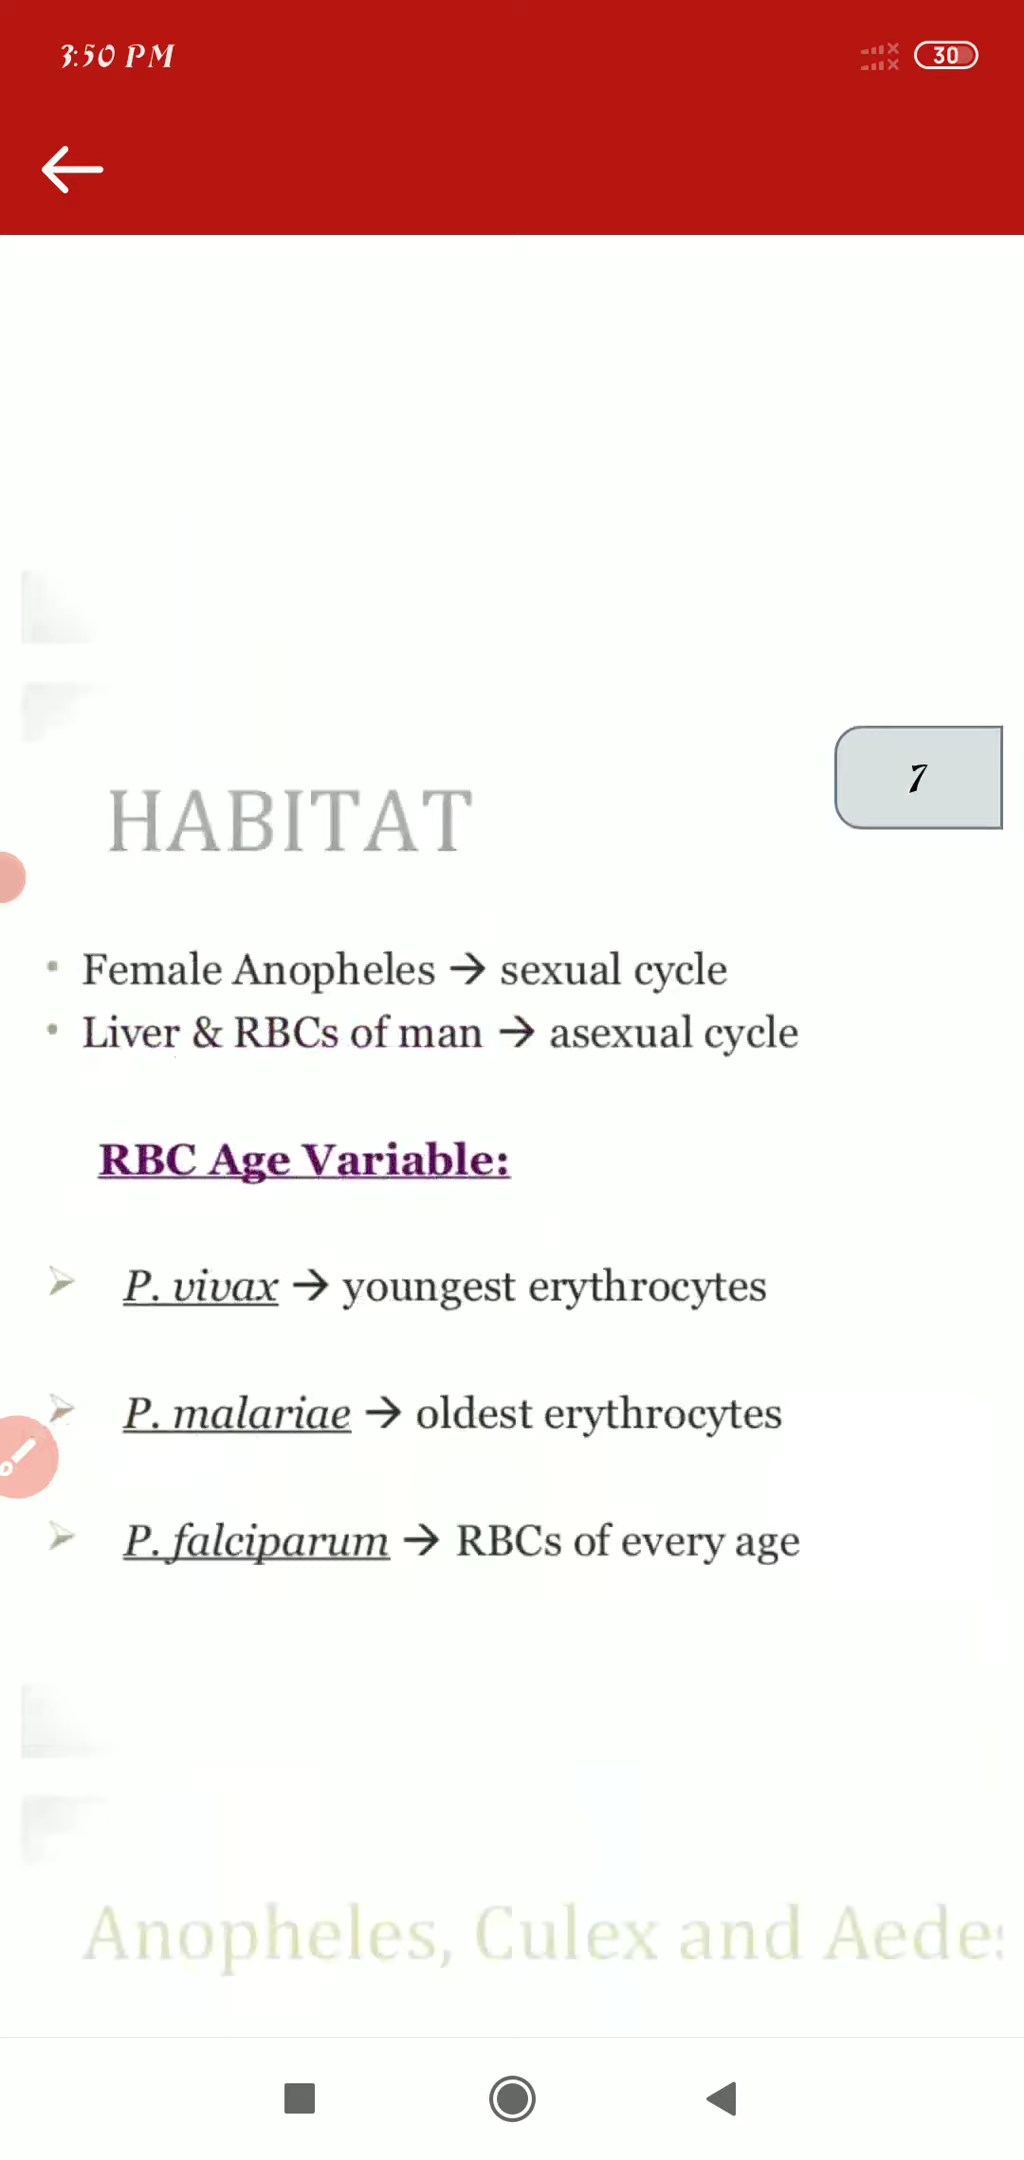 3:50 PM
30
7
HABITAT
• Female Anopheles → sexual cycle
• Liver & RBCs of man → asexual cycle
RBC Age Variable:
➢ P. vivax → youngest erythrocytes
➢ P. malariae → oldest erythrocytes
➢ P. falciparum → RBCs of every age
Anopheles, Culex and Aedes